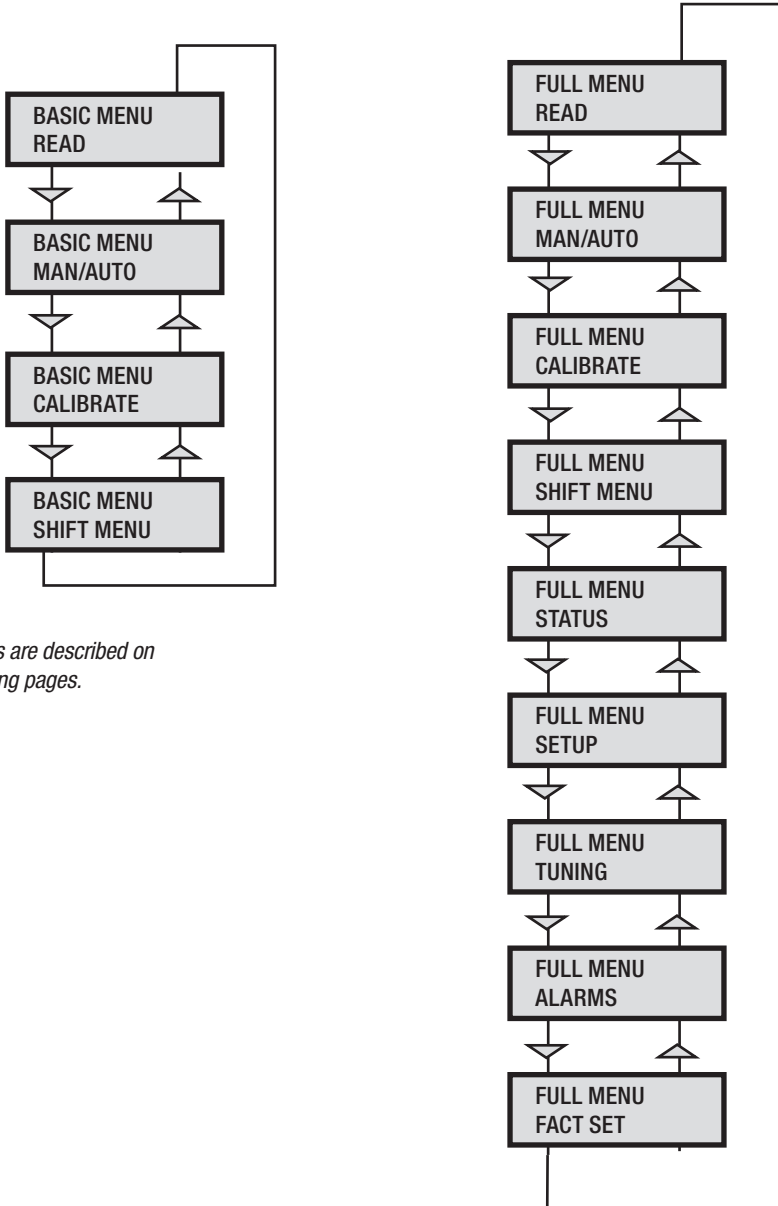 BASIC MENU
READ
BASIC MENU
MAN/AUTO
BASIC MENU
CALIBRATE
BASIC MENU
SHIFT MENU
are described on
pages.
FULL MENU
READ
FULL MENU
MAN/AUTO
FULL MENU
CALIBRATE
FULL MENU
SHIFT MENU
FULL MENU
STATUS
FULL MENU
SETUP
FULL MENU
TUNING
FULL MENU
ALARMS
FULL MENU
FACT SET